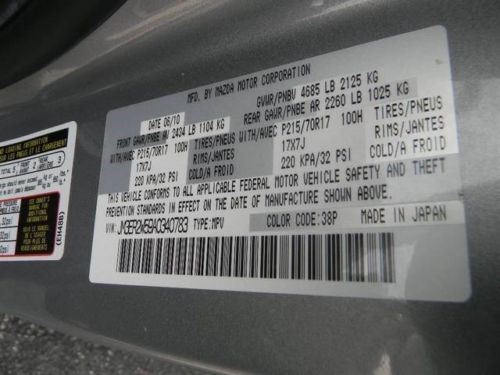 MFD. BY MAZDA MOTOR CORPORATION
DATE 06/10
GVWR/PNBV 4685 LB 2125 KG
FRONT GAWR/PNBE AV 2434 LB 1104 KG
REAR GAWR/PNBE AR 2260 LB 1025 KG
WITH/AVEC P215/70R17 100H TIRES/PNEUS
WITH/AVEC P215/70R17 100H TIRES/PNEUS
17X7J RIMS/JANTES
17X7J RIMS/JANTES
220 KPA/32 PSI COLD/A FROID
220 KPA/32 PSI COLD/A FROID
THIS VEHICLE CONFORMS TO ALL APPLICABLE FEDERAL MOTOR VEHICLE SAFETY AND THEFT
PREVENTION STANDARDS IN EFFECT ON THE DATE OF MANUFACTURE SHOWN ABOVE.
JM3ER2W59A0340783 TYPE:MPV
COLOR CODE:38P
MADE IN JAPAN
(EH48B)